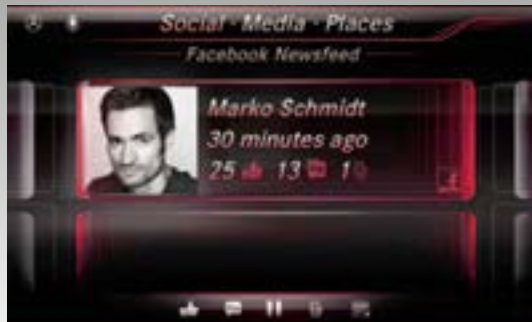 Social · Media · Places
Facebook Newsfeed
Marko Schmidt
30 minutes ago
25 13 1